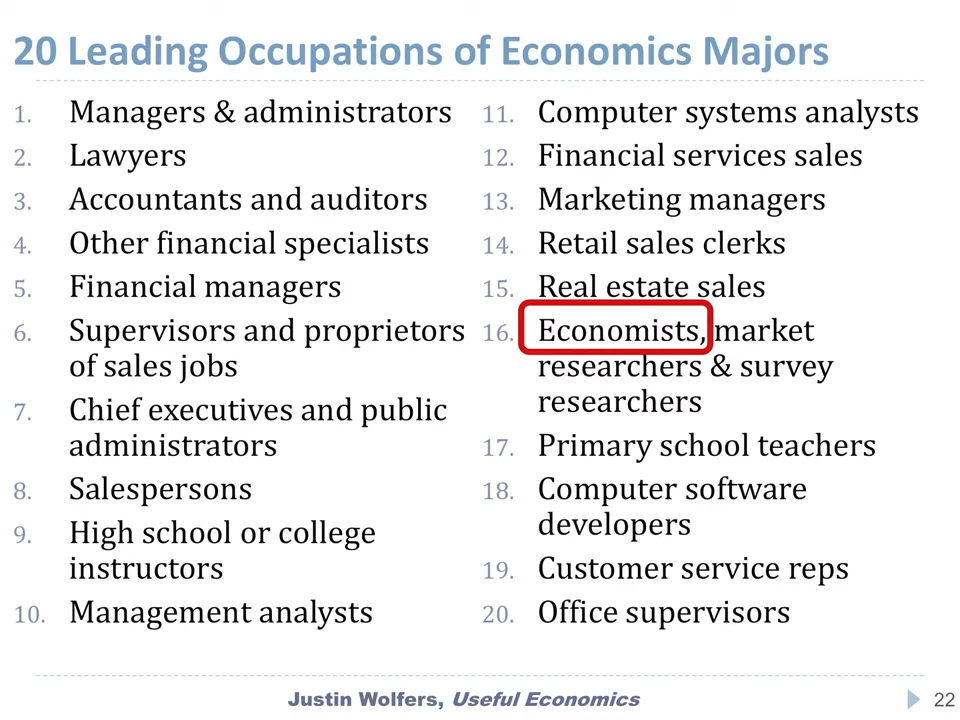 20 Leading Occupations of Economics Majors
1. Managers & administrators
2. Lawyers
3. Accountants and auditors
4. Other financial specialists
5. Financial managers
6. Supervisors and proprietors
of sales jobs
7. Chief executives and public
administrators
8. Salespersons
9. High school or college
instructors
10. Management analysts
11. Computer systems analysts
12. Financial services sales
13. Marketing managers
14. Retail sales clerks
15. Real estate sales
16. Economists, market
researchers & survey
researchers
17. Primary school teachers
18. Computer software
developers
19. Customer service reps
20. Office supervisors
Justin Wolfers, Useful Economics
22